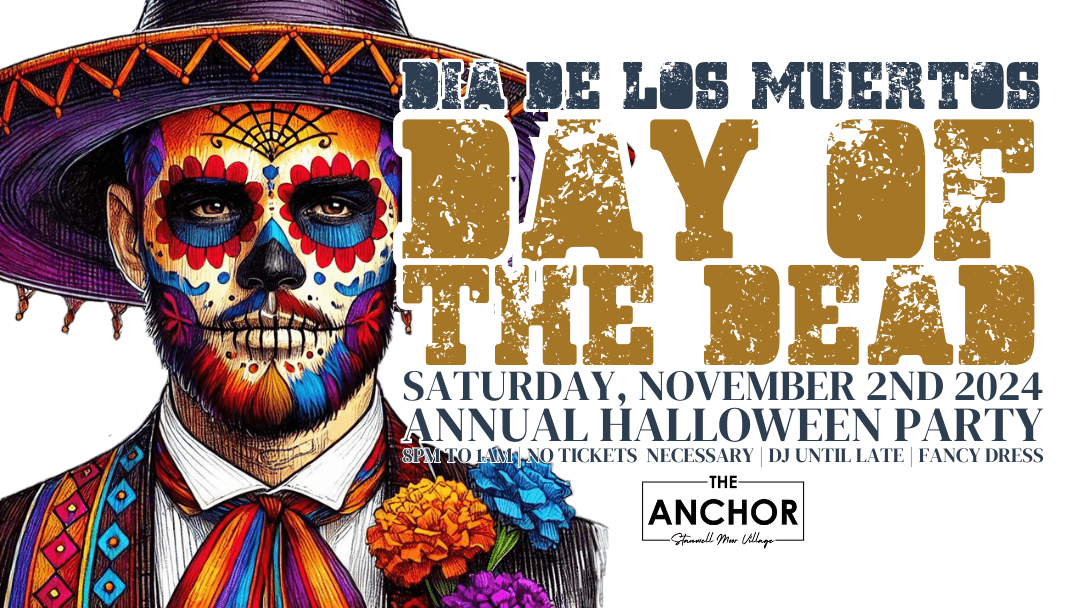 DIA DE LOS MUERTOS
DAY OF
THE DEAD
SATURDAY, NOVEMBER 2ND 2024
ANNUAL HALLOWEEN PARTY
8PM TO 1AM | NO TICKETS NECESSARY | DJ UNTIL LATE | FANCY DRESS
THE
ANCHOR
Stanwell Moor Village